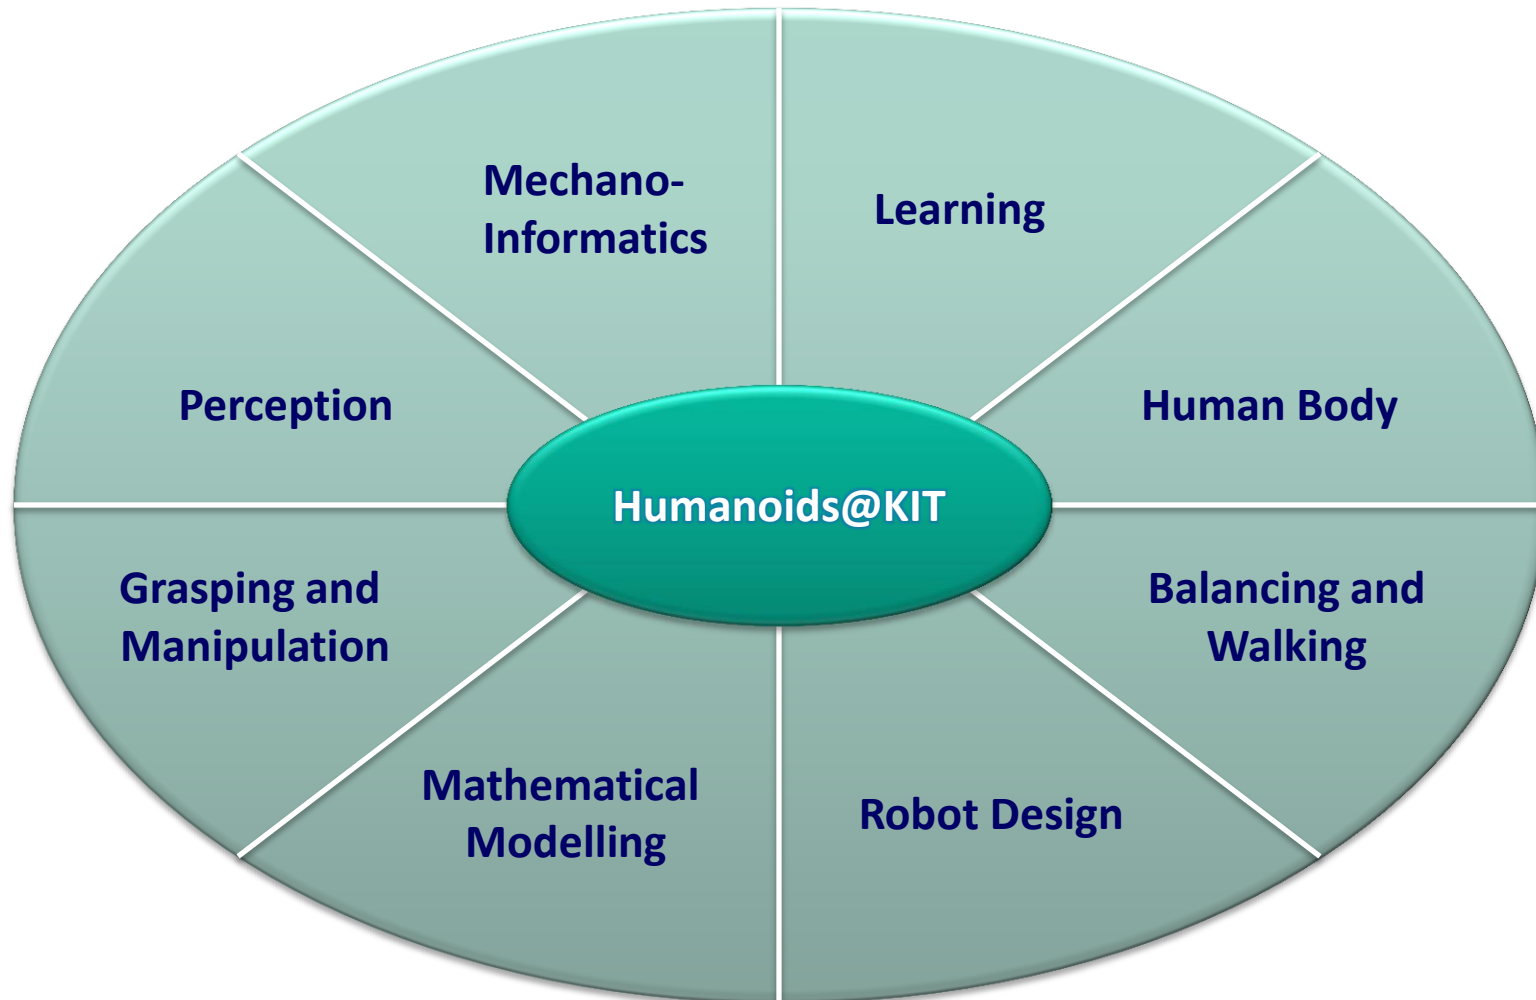 Mechano-
Informatics
Learning
Perception
Human Body
Humanoids@KIT
Grasping and
Manipulation
Balancing and
Walking
Mathematical
Modelling
Robot Design